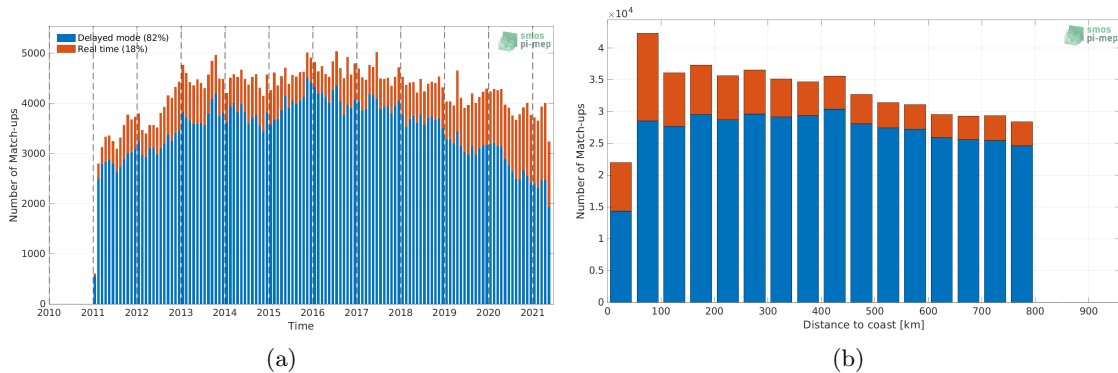 Delayed mode (82%)
Real time (18%)
smos
pi-mep
Number of Match-ups
5000
4000
3000
2000
1000
0
2010 2011 2012 2013 2014 2015 2016 2017 2018 2019 2020 2021
Time
(a)
×10⁴
smos
pi-mep
Number of Match-ups
4
3.5
3
2.5
2
1.5
1
0.5
0
0 100 200 300 400 500 600 700 800 900
Distance to coast [km]
(b)